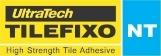 UltraTech
TILEFIXO NT
High Strength Tile Adhesive